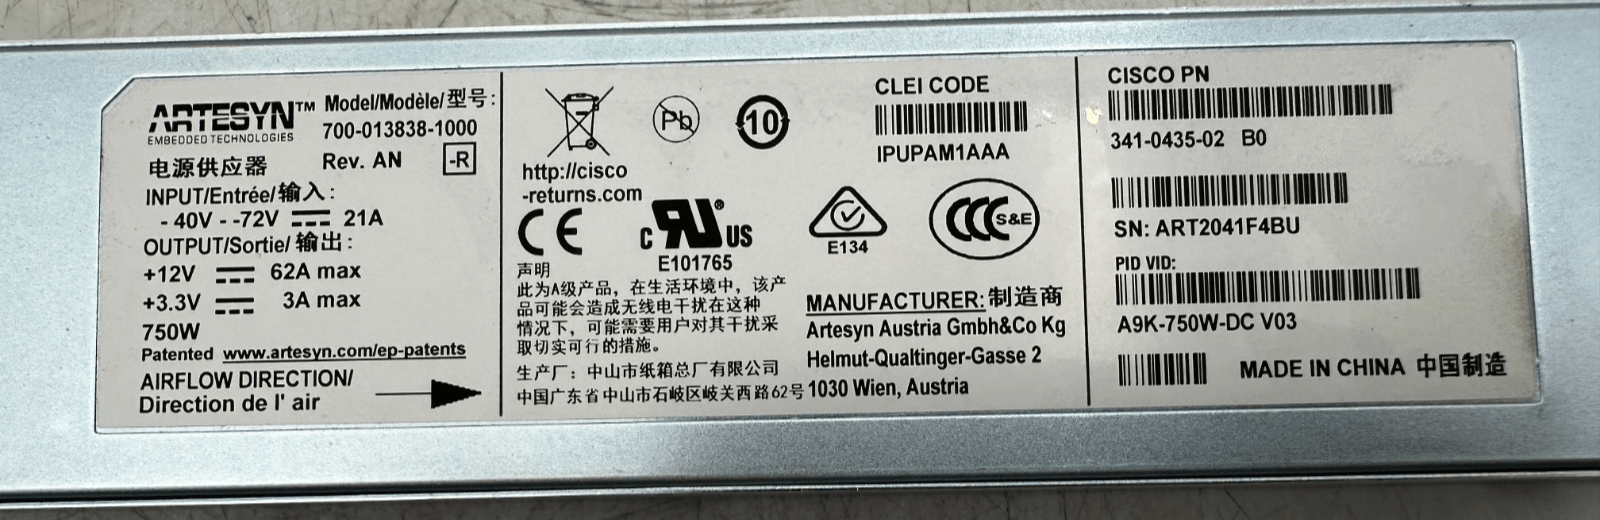 ARTESYN™
EMBEDDED TECHNOLOGIES
Model/Modèle/型号:
700-013838-1000
电源供应器
Rev. AN
-R
INPUT/Entrée/输入:
- 40V - -72V 21A
OUTPUT/Sortie/ 输出:
+12V 62A max
+3.3V 3A max
750W
Patented www.artesyn.com/ep-patents
AIRFLOW DIRECTION/
Direction de l' air
Pb
10
http://cisco
-returns.com
CLEI CODE
IPUPAM1AAA
CE
c RU® US
E101765
E134
CCC S&E
声明
此为A级产品，在生活环境中，该产
品可能会造成无线电干扰在这种
情况下，可能需要用户对其干扰采
取切实可行的措施。
生产厂：中山市纸箱总厂有限公司
中国广东省中山市石岐区岐关西路62号
MANUFACTURER:制造商
Artesyn Austria Gmbh&Co Kg
Helmut-Qualtinger-Gasse 2
1030 Wien, Austria
CISCO PN
341-0435-02 B0
SN: ART2041F4BU
PID VID:
A9K-750W-DC V03
MADE IN CHINA 中国制造